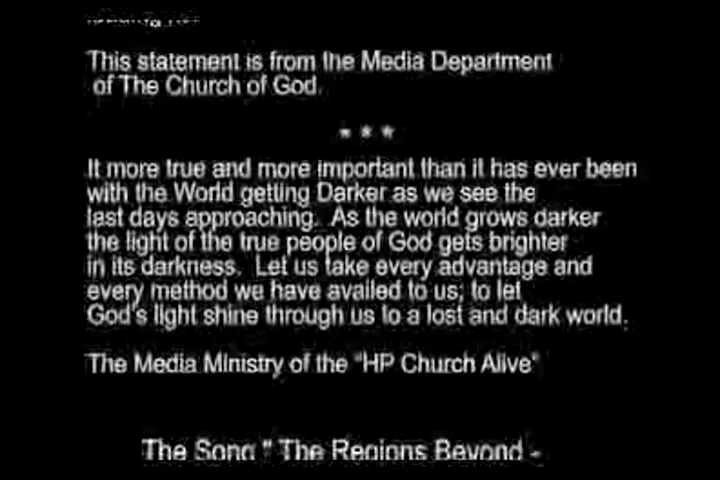 This statement is from the Media Department
of The Church of God.
* * *
It more true and more important than it has ever been
with the World getting Darker as we see the
last days approaching. As the world grows darker
the light of the true people of God gets brighter
in its darkness. Let us take every advantage and
every method we have availed to us; to let
God's light shine through us to a lost and dark world.
The Media Ministry of the "HP Church Alive"
The Song " The Regions Beyond -